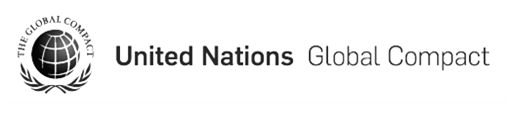 THE GLOBAL COMPACT
United Nations Global Compact